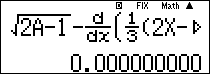 D FIX Math ▲
√2A-1-d/dx(1/3(2X-▷
0.000000000